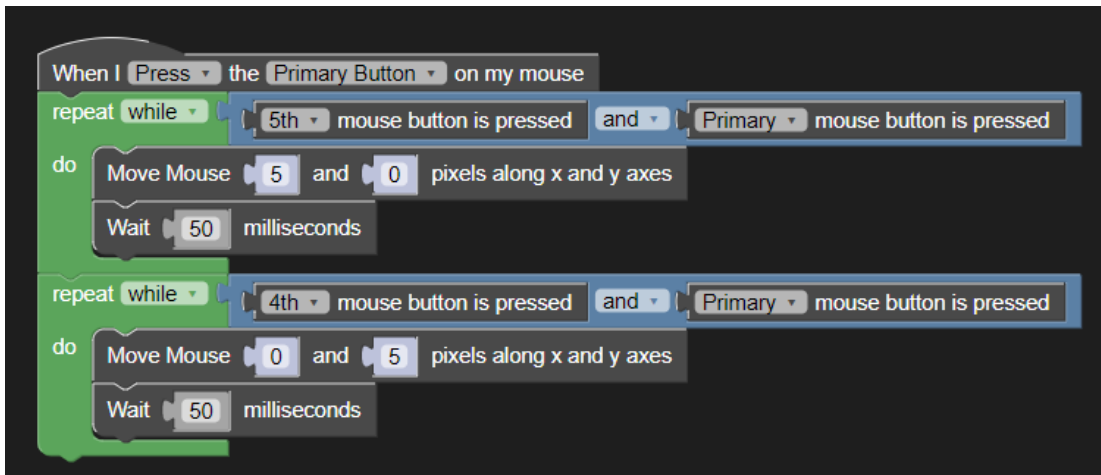 When I Press the Primary Button on my mouse
repeat while 5th mouse button is pressed and Primary mouse button is pressed
do Move Mouse 5 and 0 pixels along x and y axes
Wait 50 milliseconds
repeat while 4th mouse button is pressed and Primary mouse button is pressed
do Move Mouse 0 and 5 pixels along x and y axes
Wait 50 milliseconds